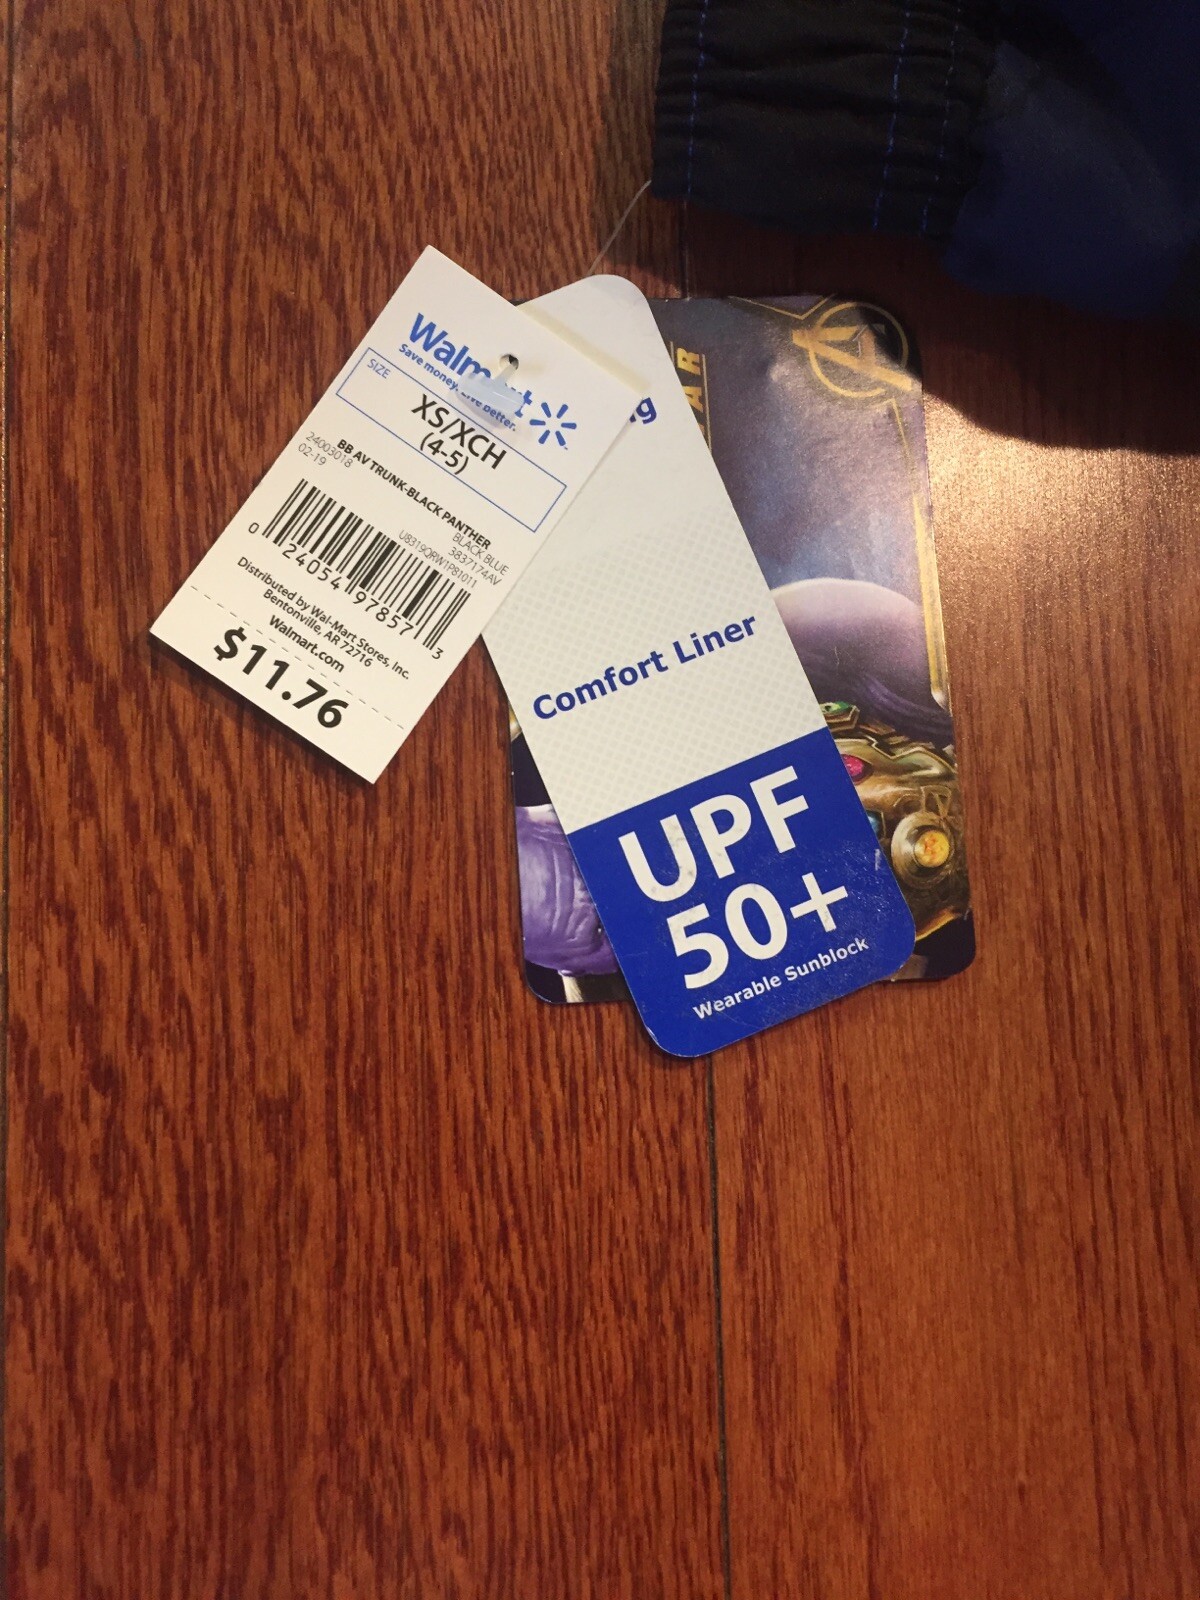 Walmart
Save money. Live better.
SIZE
XS/XCH
(4-5)
24003018
02-19
BB AV TRUNK-BLACK PANTHER
BLACK BLUE
3837174AV
U8319QRW1P81011
0 24054 97857 3
Distributed by Wal-Mart Stores, Inc.
Bentonville, AR 72716
Walmart.com
$11.76
Comfort Liner
UPF
50+
Wearable Sunblock